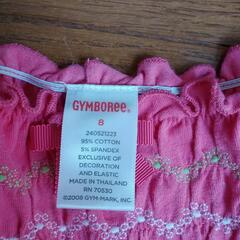 GYMBOREE®
8
240521223
95% COTTON
5% SPANDEX
EXCLUSIVE OF
DECORATION
AND ELASTIC
MADE IN THAILAND
RN 70530
©2008 GYM-MARK, INC.